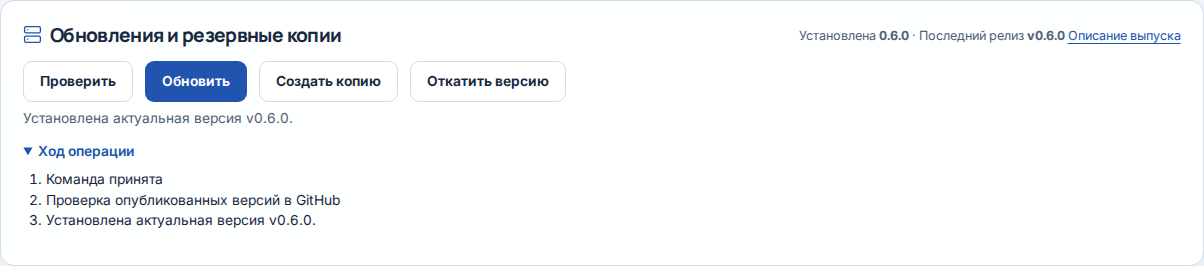 Обновления и резервные копии
Установлена 0.6.0 · Последний релиз v0.6.0 Описание выпуска
Проверить Обновить Создать копию Откатить версию
Установлена актуальная версия v0.6.0.
▼ Ход операции
1. Команда принята
2. Проверка опубликованных версий в GitHub
3. Установлена актуальная версия v0.6.0.